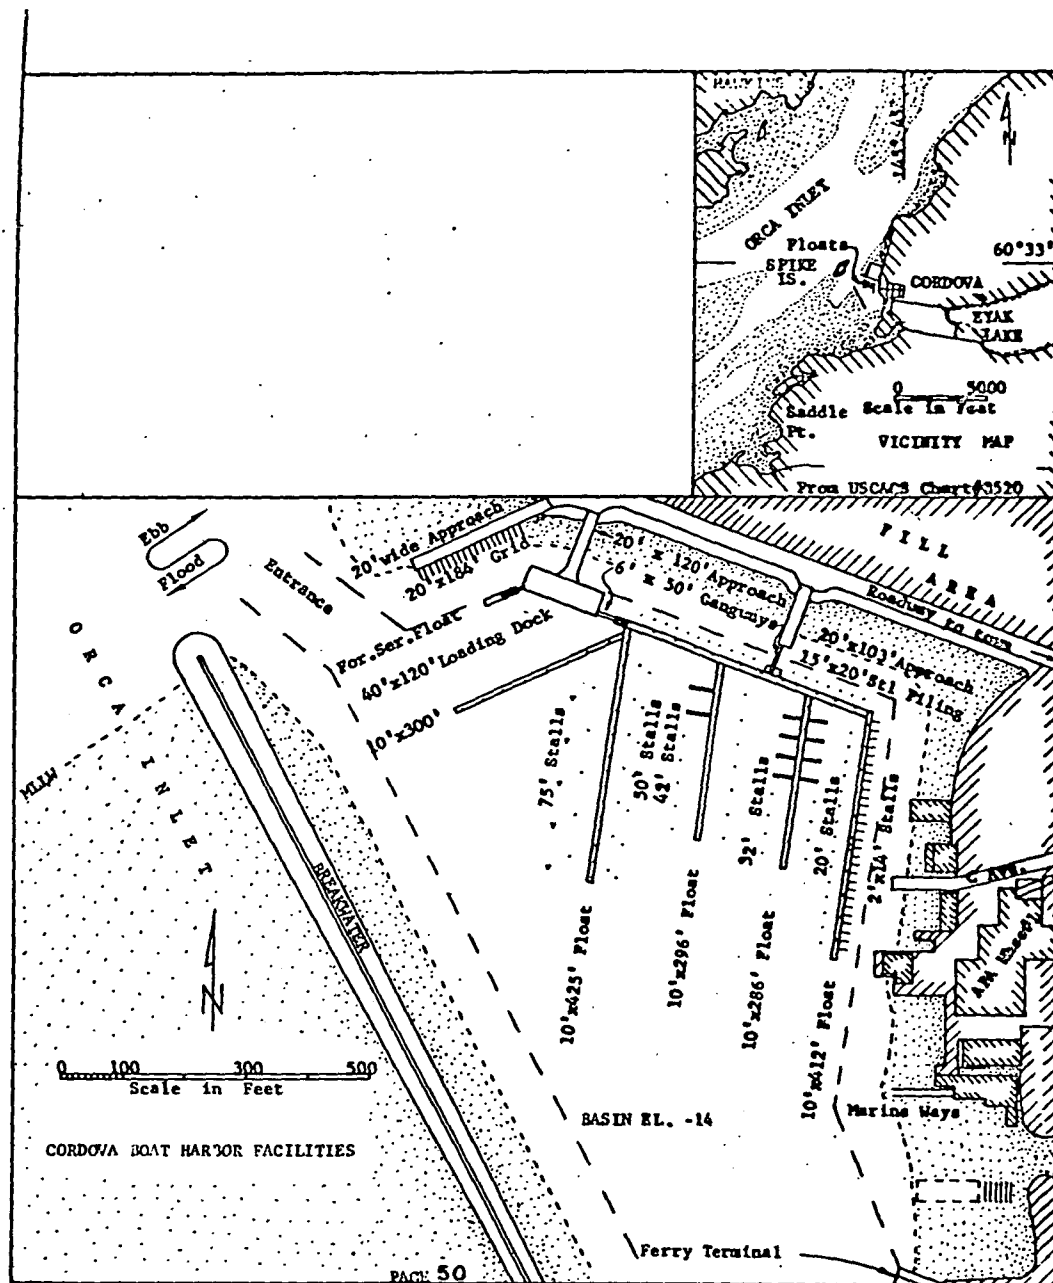 ORCA INLET
Floats
SPIKE
IS.
60°33'
CORDOVA
EYAK
LAKE
0 5000
Scale in Feet
Saddle
Pt.
VICINITY MAP
From USC&GS Chart #3520
N
Ebb
Flood
Entrance
20' wide Approach
20'x184' Grid
For.Ser.Float
40'x120' Loading Dock
10'x300'
20' x 120' Approach
6' x 50' Gangways
FILL
AREA
Roadway to town
20'x103' Approach
15'x20' Stl Piling
ORCA INLET
MLLW
BREAKWATER
75' Stalls
50' Stalls
42' Stalls
32' Stalls
20' Stalls
2'x14' Stalls
C AVE.
10'x425' Float
10'x296' Float
10'x286' Float
10'x412' Float
N
0 100 300 500
Scale in Feet
CORDOVA BOAT HARBOR FACILITIES
BASIN EL. -14
Marine Ways
Ferry Terminal
PAGE 50